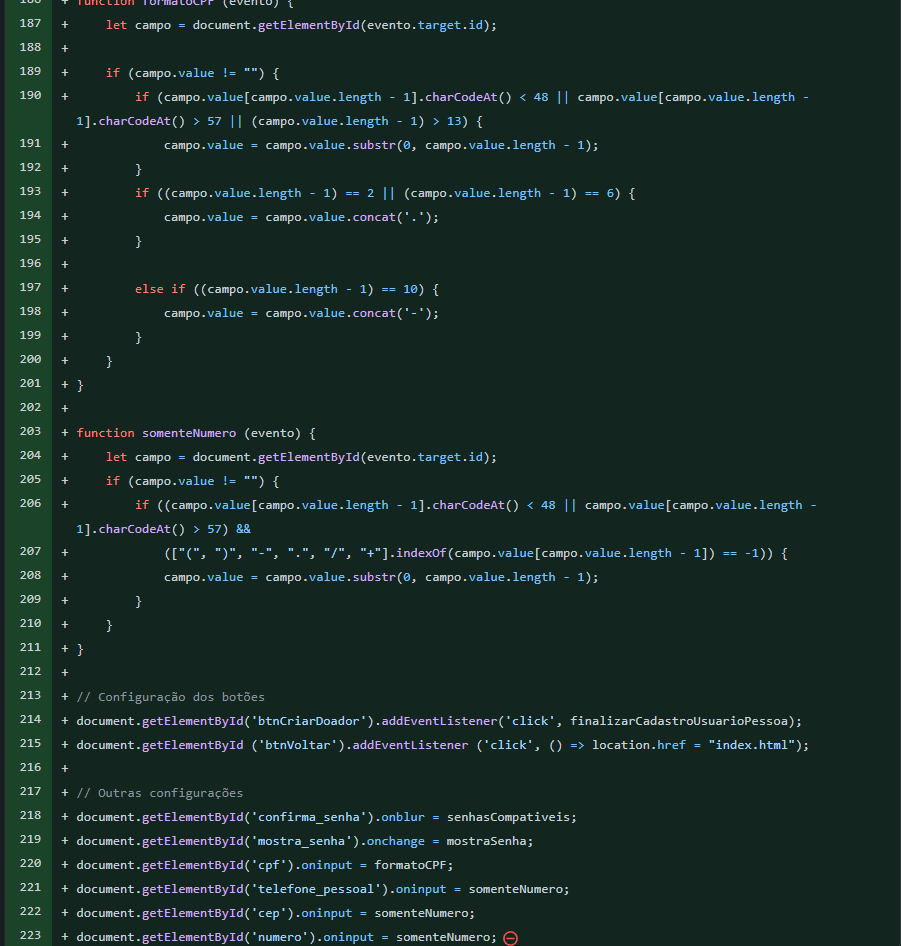 186 + function formatoCPF (evento) {
187 +     let campo = document.getElementById(evento.target.id);
188 +
189 +     if (campo.value != "") {
190 +         if (campo.value[campo.value.length - 1].charCodeAt() < 48 || campo.value[campo.value.length -
1].charCodeAt() > 57 || (campo.value.length - 1) > 13) {
191 +             campo.value = campo.value.substr(0, campo.value.length - 1);
192 +         }
193 +         if ((campo.value.length - 1) == 2 || (campo.value.length - 1) == 6) {
194 +             campo.value = campo.value.concat('.');
195 +         }
196 +
197 +         else if ((campo.value.length - 1) == 10) {
198 +             campo.value = campo.value.concat('-');
199 +         }
200 +     }
201 + }
202 +
203 + function somenteNumero (evento) {
204 +     let campo = document.getElementById(evento.target.id);
205 +     if (campo.value != "") {
206 +         if ((campo.value[campo.value.length - 1].charCodeAt() < 48 || campo.value[campo.value.length -
1].charCodeAt() > 57) &&
207 +             (["(", ")", "-", ".", "/", "+"].indexOf(campo.value[campo.value.length - 1]) == -1)) {
208 +             campo.value = campo.value.substr(0, campo.value.length - 1);
209 +         }
210 +     }
211 + }
212 +
213 + // Configuração dos botões
214 + document.getElementById('btnCriarDoador').addEventListener('click', finalizarCadastroUsuarioPessoa);
215 + document.getElementById ('btnVoltar').addEventListener ('click', () => location.href = "index.html");
216 +
217 + // Outras configurações
218 + document.getElementById('confirma_senha').onblur = senhasCompativeis;
219 + document.getElementById('mostra_senha').onchange = mostraSenha;
220 + document.getElementById('cpf').oninput = formatoCPF;
221 + document.getElementById('telefone_pessoal').oninput = somenteNumero;
222 + document.getElementById('cep').oninput = somenteNumero;
223 + document.getElementById('numero').oninput = somenteNumero;